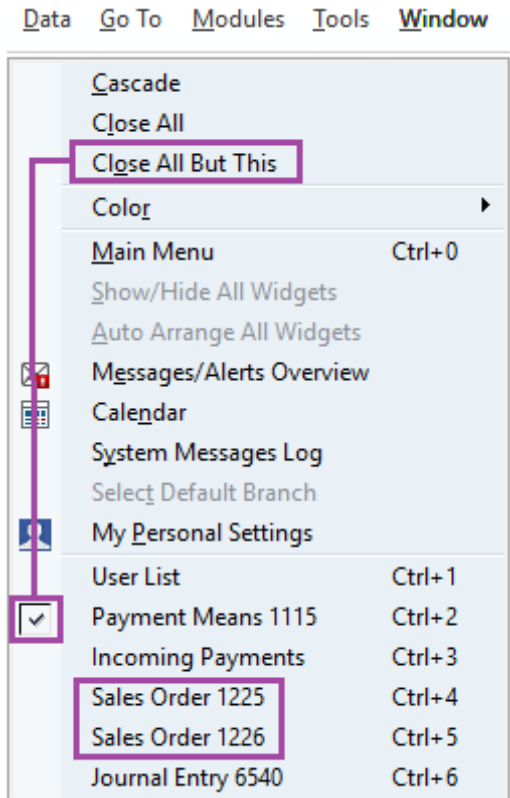 Data Go To Modules Tools Window
Cascade
Close All
Close All But This
Color
Main Menu Ctrl+0
Show/Hide All Widgets
Auto Arrange All Widgets
Messages/Alerts Overview
Calendar
System Messages Log
Select Default Branch
My Personal Settings
User List Ctrl+1
Payment Means 1115 Ctrl+2
Incoming Payments Ctrl+3
Sales Order 1225 Ctrl+4
Sales Order 1226 Ctrl+5
Journal Entry 6540 Ctrl+6